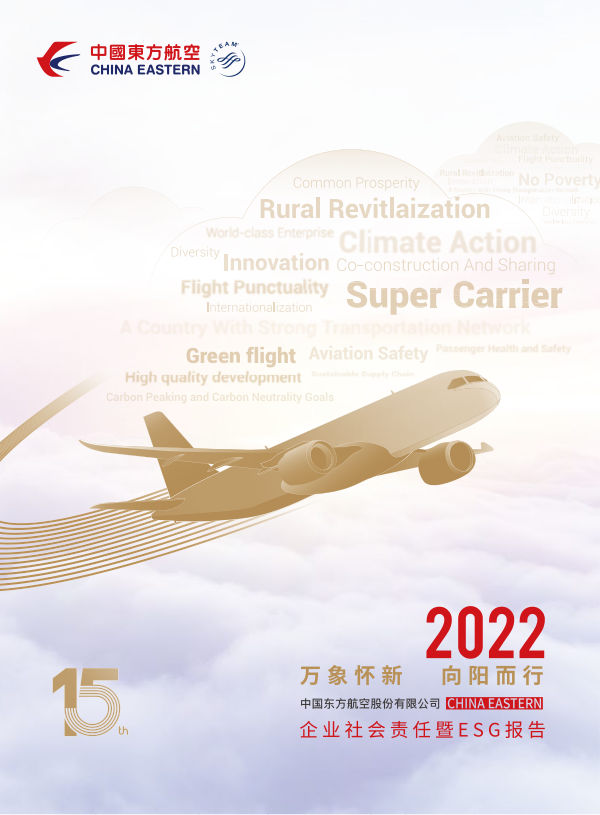 中國東方航空
CHINA EASTERN
SKYTEAM
Aviation Safety
Climate Action
Flight Punctuality
Common Prosperity
Rural Revitlaization
No Poverty
Rural Revitlaization
World-class Enterprise
Climate Action
Diversity
Diversity
Innovation
Co-construction And Sharing
Flight Punctuality
Super Carrier
Internationalization
A Country With Strong Transportation Network
Green flight
Aviation Safety
Passenger Health and Safety
High quality development
Sustainable Supply Chain
Carbon Peaking and Carbon Neutrality Goals
2022
万象怀新 向阳而行
中国东方航空股份有限公司 CHINA EASTERN
企业社会责任暨ESG报告
15th